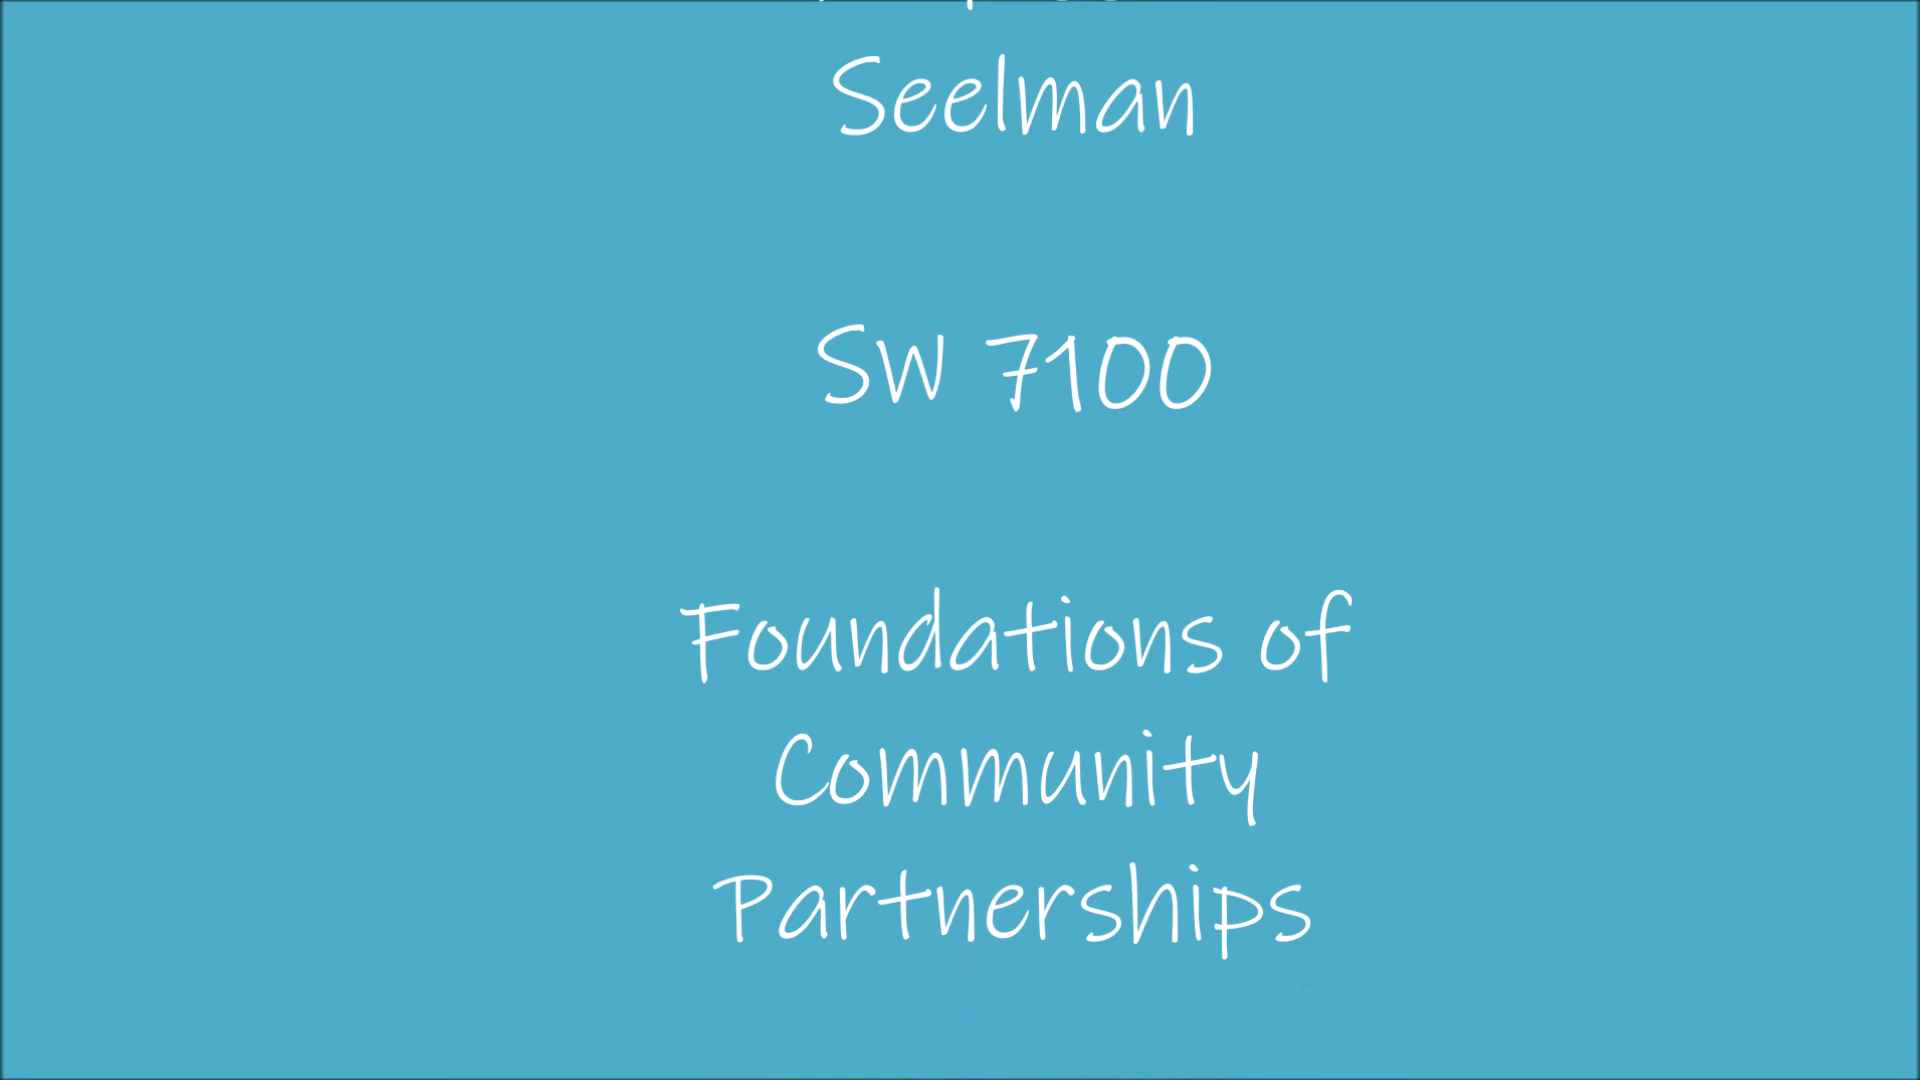 Seelman
SW 7100
Foundations of
Community
Partnerships